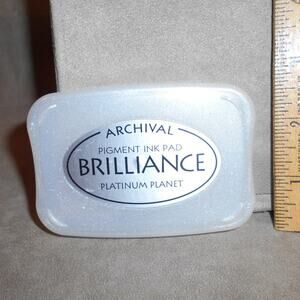 ARCHIVAL
PIGMENT INK PAD
BRILLIANCE
PLATINUM PLANET